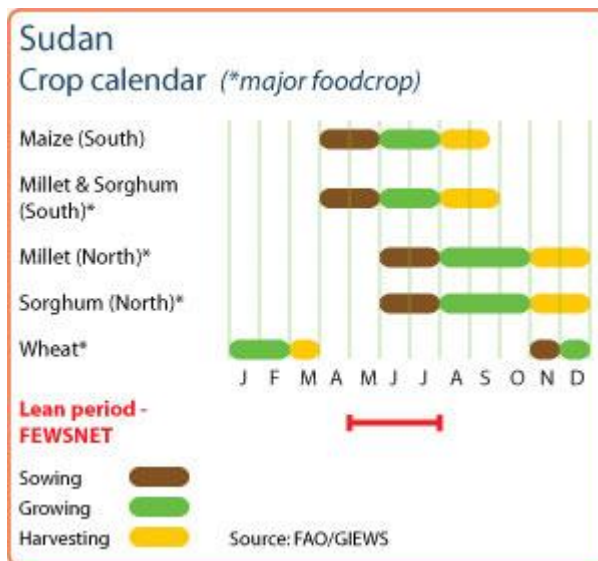 Sudan
Crop calendar (*major foodcrop)
Maize (South)
Millet & Sorghum
(South)*
Millet (North)*
Sorghum (North)*
Wheat*
J F M A M J J A S O N D
Lean period -
FEWSNET
Sowing
Growing
Harvesting
Source: FAO/GIEWS